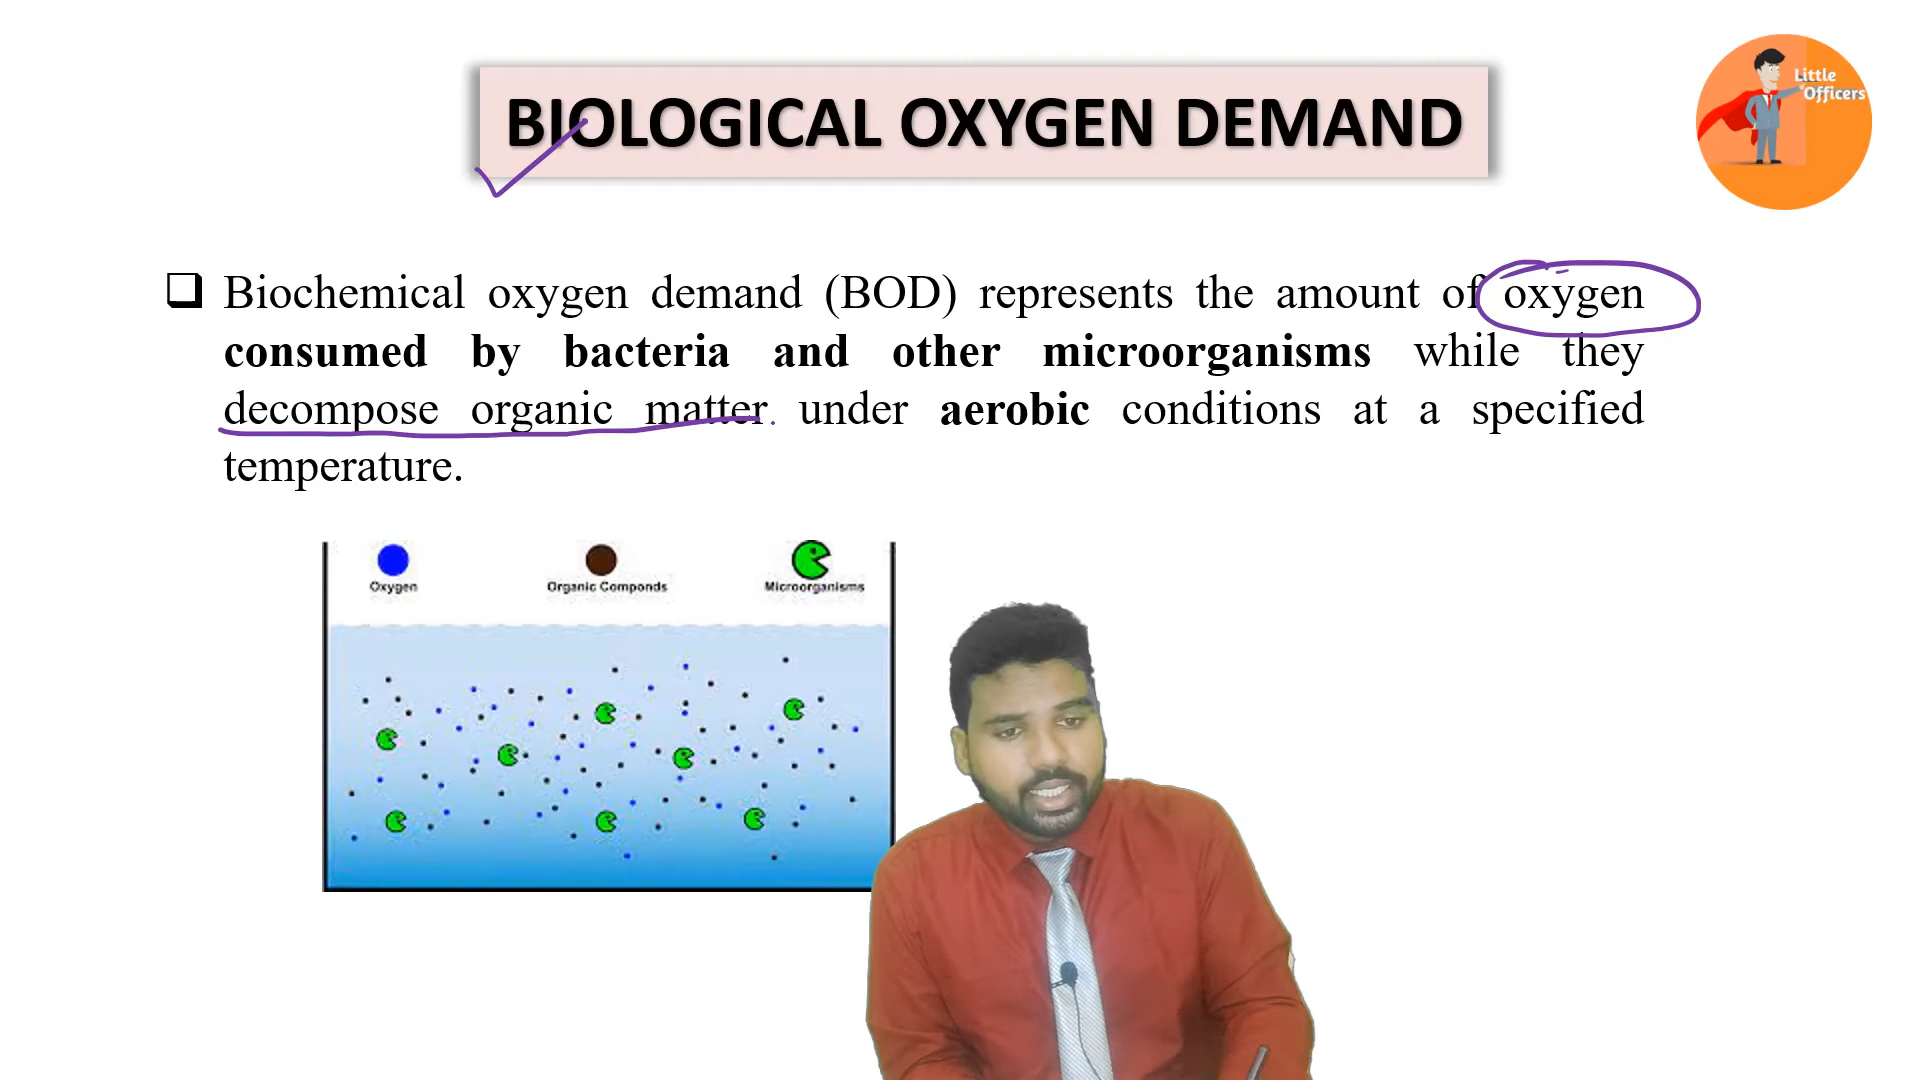 BIOLOGICAL OXYGEN DEMAND
Little
Officers
Biochemical oxygen demand (BOD) represents the amount of oxygen
consumed by bacteria and other microorganisms while they
decompose organic matter under aerobic conditions at a specified
temperature.
Oxygen
Organic Componds
Microorganisms